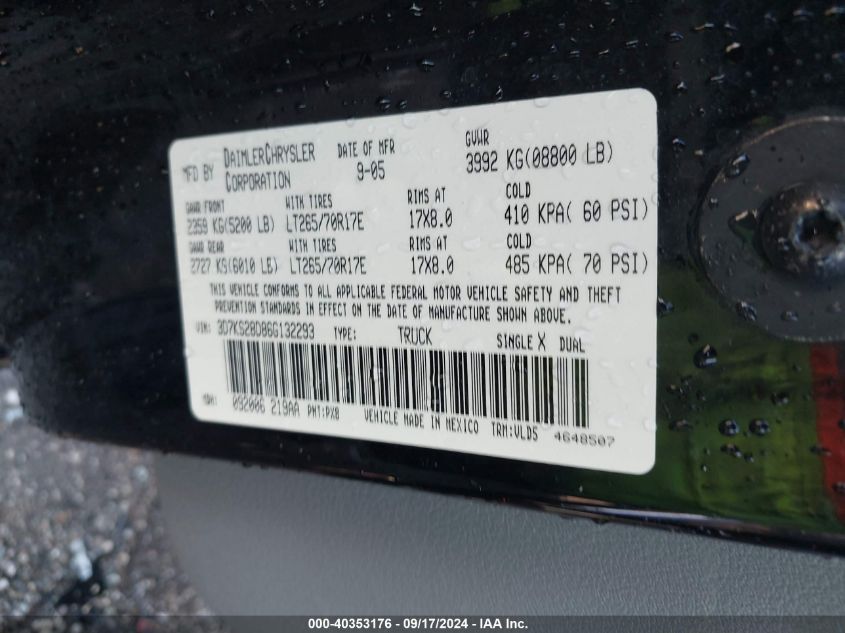 MFD BY DAIMLERCHRYSLER CORPORATION DATE OF MFR 9-05 GVWR 3992 KG(08800 LB)
GAWR FRONT WITH TIRES RIMS AT COLD
2359 KG(5200 LB) LT265/70R17E 17X8.0 410 KPA( 60 PSI)
GAWR REAR WITH TIRES RIMS AT COLD
2727 KG(6010 LB) LT265/70R17E 17X8.0 485 KPA( 70 PSI)
THIS VEHICLE CONFORMS TO ALL APPLICABLE FEDERAL MOTOR VEHICLE SAFETY AND THEFT
PREVENTION STANDARDS IN EFFECT ON THE DATE OF MANUFACTURE SHOWN ABOVE.
VIN: 3D7KS28D86G132293 TYPE: TRUCK SINGLE X DUAL
MDH: 092006 219AA PNT:PX8 VEHICLE MADE IN MEXICO TRM:VLD5 4648507
000-40353176 - 09/17/2024 - IAA Inc.